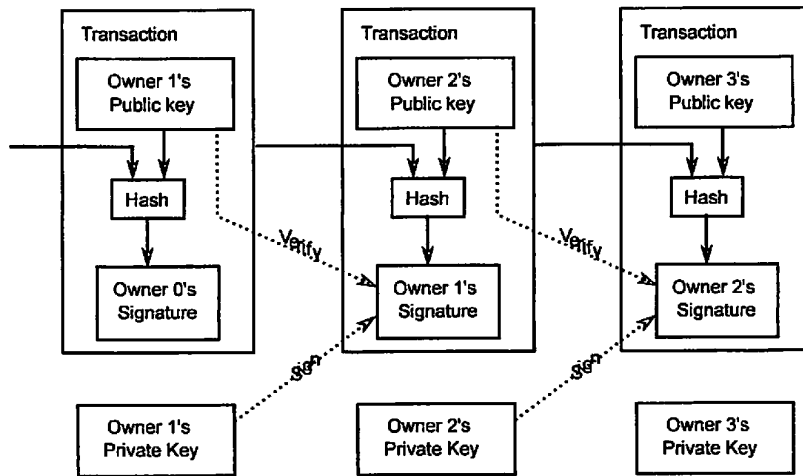 Transaction
Owner 1's
Public key
Hash
Verify
Owner 0's
Signature
Transaction
Owner 2's
Public key
Hash
Verify
Owner 1's
Signature
Transaction
Owner 3's
Public key
Hash
Owner 2's
Signature
Sign
Sign
Owner 1's
Private Key
Owner 2's
Private Key
Owner 3's
Private Key